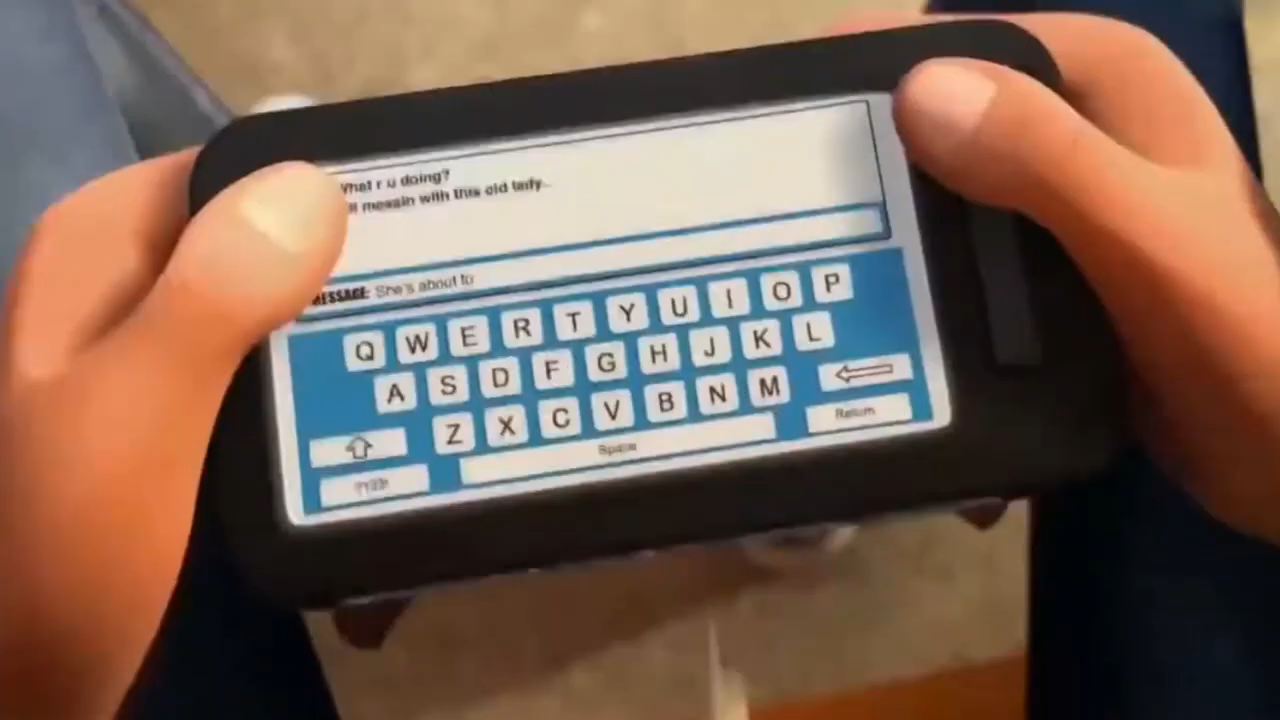 What r u doing?
messin with this old lady..
MESSAGE: She's about to
Q W E R T Y U I O P
A S D F G H J K L
Z X C V B N M
Space
Return